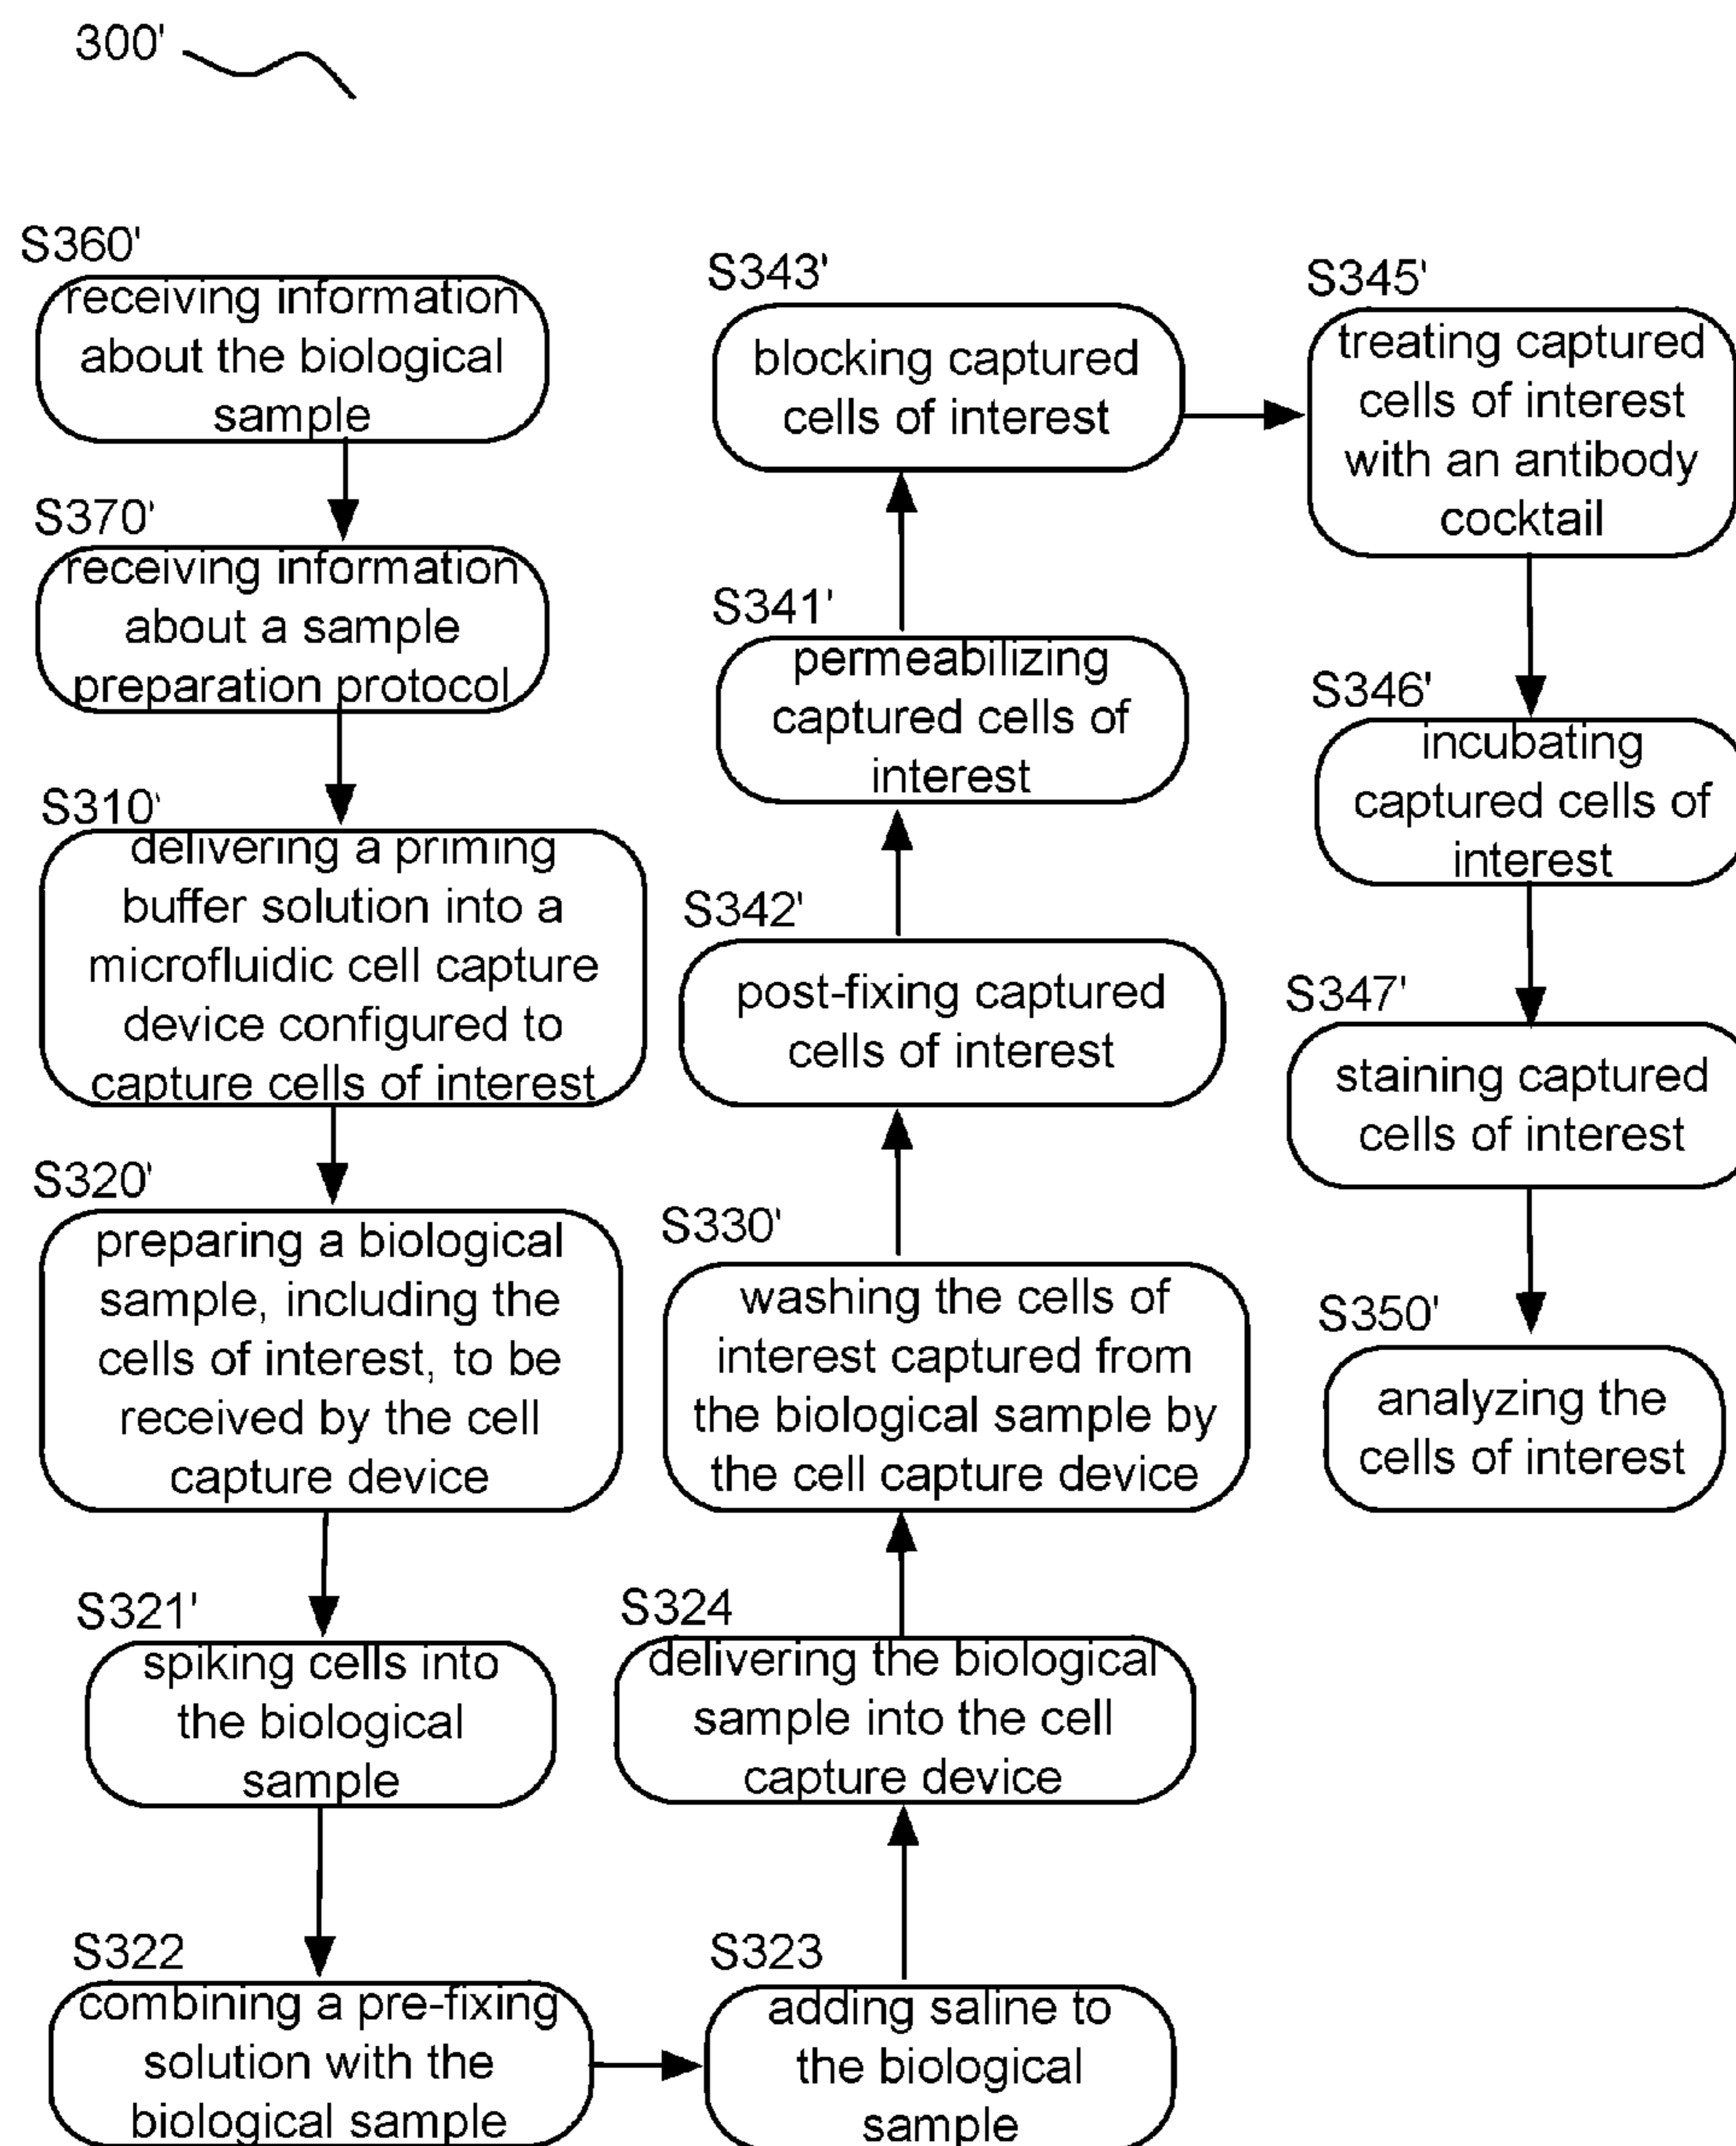 300'
S360'
receiving information
about the biological
sample
S370'
receiving information
about a sample
preparation protocol
S310'
delivering a priming
buffer solution into a
microfluidic cell capture
device configured to
capture cells of interest
S320'
preparing a biological
sample, including the
cells of interest, to be
received by the cell
capture device
S321'
spiking cells into
the biological
sample
S322
combining a pre-fixing
solution with the
biological sample
S323
adding saline to
the biological
sample
S324
delivering the biological
sample into the cell
capture device
S330'
washing the cells of
interest captured from
the biological sample by
the cell capture device
S342'
post-fixing captured
cells of interest
S341'
permeabilizing
captured cells of
interest
S343'
blocking captured
cells of interest
S345'
treating captured
cells of interest
with an antibody
cocktail
S346'
incubating
captured cells of
interest
S347'
staining captured
cells of interest
S350'
analyzing the
cells of interest